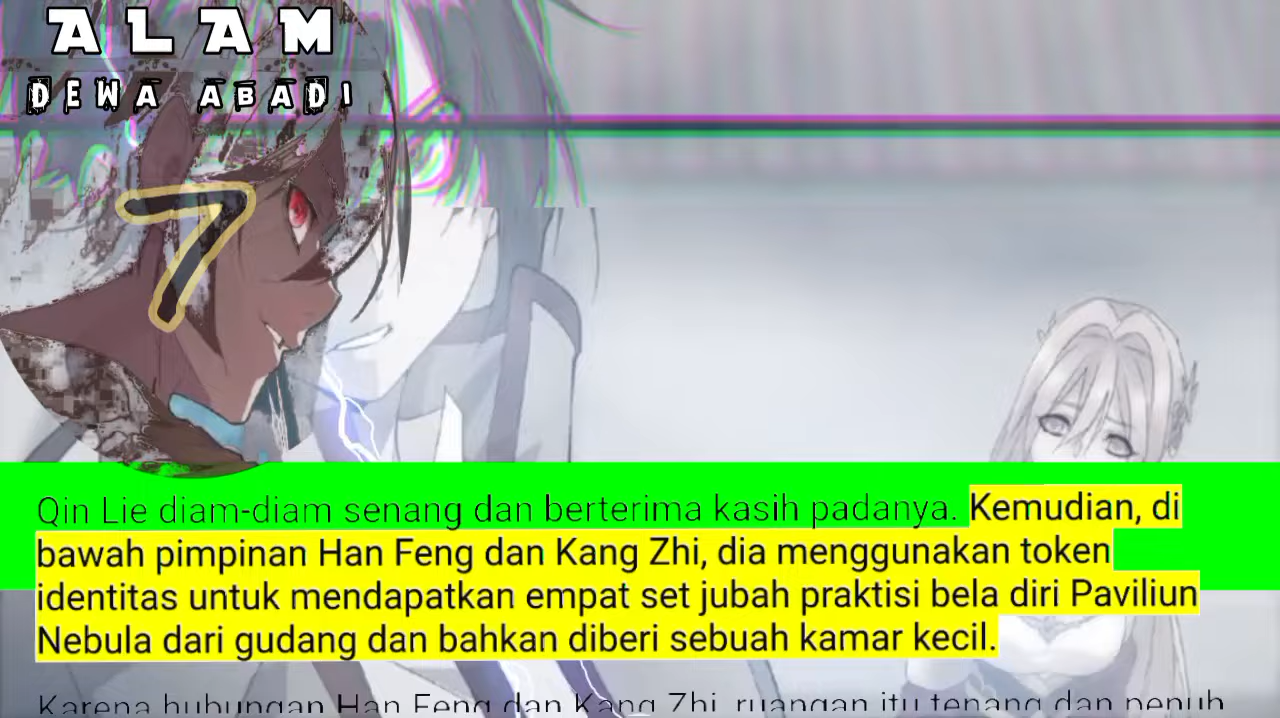 ALAM
DEWA ABADI
7
Qin Lie diam-diam senang dan berterima kasih padanya. Kemudian, di
bawah pimpinan Han Feng dan Kang Zhi, dia menggunakan token
identitas untuk mendapatkan empat set jubah praktisi bela diri Paviliun
Nebula dari gudang dan bahkan diberi sebuah kamar kecil.
Karena hubungan Han Feng dan Kang Zhi, ruangan itu tenang dan penuh